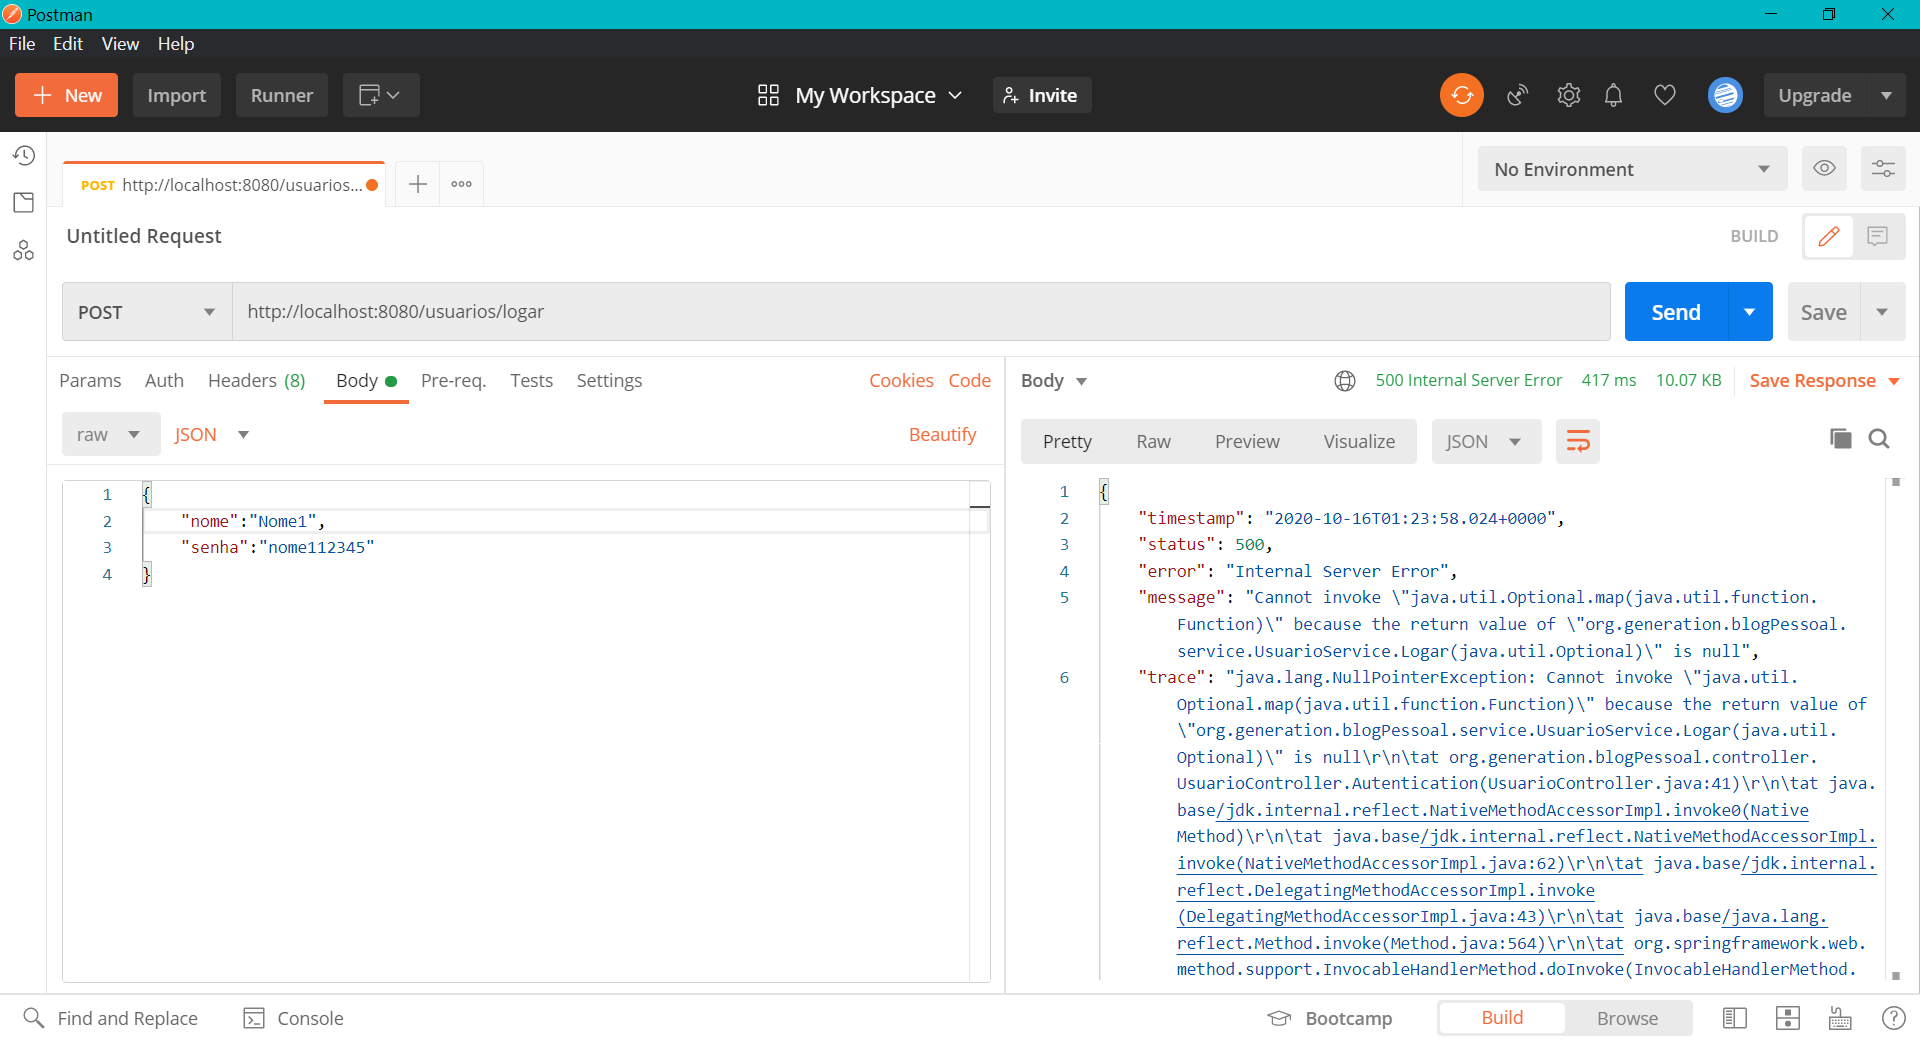 Postman
File Edit View Help
New Import Runner My Workspace Invite Upgrade
POST http://localhost:8080/usuarios... No Environment
Untitled Request BUILD
POST http://localhost:8080/usuarios/logar Send Save
Params Auth Headers (8) Body Pre-req. Tests Settings Cookies Code
raw JSON Beautify
1 {
2 "nome":"Nome1",
3 "senha":"nome112345"
4 }
Body 500 Internal Server Error 417 ms 10.07 KB Save Response
Pretty Raw Preview Visualize JSON
1 {
2 "timestamp": "2020-10-16T01:23:58.024+0000",
3 "status": 500,
4 "error": "Internal Server Error",
5 "message": "Cannot invoke \"java.util.Optional.map(java.util.function.
Function)\" because the return value of \"org.generation.blogPessoal.
service.UsuarioService.Logar(java.util.Optional)\" is null",
6 "trace": "java.lang.NullPointerException: Cannot invoke \"java.util.
Optional.map(java.util.function.Function)\" because the return value of
\"org.generation.blogPessoal.service.UsuarioService.Logar(java.util.
Optional)\" is null\r\n\tat org.generation.blogPessoal.controller.
UsuarioController.Autentication(UsuarioController.java:41)\r\n\tat java.
base/jdk.internal.reflect.NativeMethodAccessorImpl.invoke0(Native
Method)\r\n\tat java.base/jdk.internal.reflect.NativeMethodAccessorImpl.
invoke(NativeMethodAccessorImpl.java:62)\r\n\tat java.base/jdk.internal.
reflect.DelegatingMethodAccessorImpl.invoke
(DelegatingMethodAccessorImpl.java:43)\r\n\tat java.base/java.lang.
reflect.Method.invoke(Method.java:564)\r\n\tat org.springframework.web.
method.support.InvocableHandlerMethod.doInvoke(InvocableHandlerMethod.
Find and Replace Console Bootcamp Build Browse